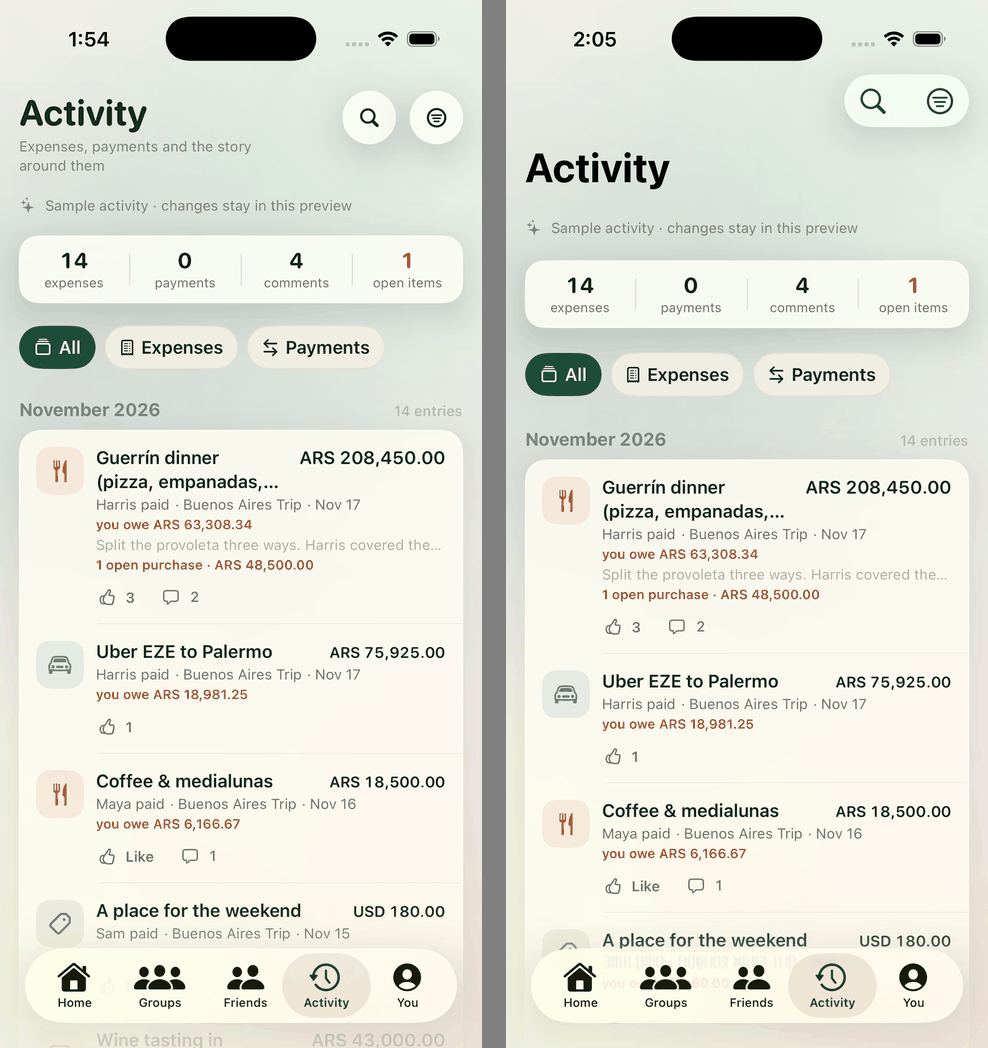 1:54
Activity
Expenses, payments and the story
around them
Sample activity · changes stay in this preview
14
expenses
0
payments
4
comments
1
open items
All
Expenses
Payments
November 2026
14 entries
Guerrín dinner
(pizza, empanadas,...
ARS 208,450.00
Harris paid · Buenos Aires Trip · Nov 17
you owe ARS 63,308.34
Split the provoleta three ways. Harris covered the...
1 open purchase · ARS 48,500.00
3
2
Uber EZE to Palermo
ARS 75,925.00
Harris paid · Buenos Aires Trip · Nov 17
you owe ARS 18,981.25
1
Coffee & medialunas
ARS 18,500.00
Maya paid · Buenos Aires Trip · Nov 16
you owe ARS 6,166.67
Like
1
A place for the weekend
USD 180.00
Sam paid · Buenos Aires Trip · Nov 15
Home
Groups
Friends
Activity
You
Wine tasting in
ARS 43,000.00
2:05
Activity
Sample activity · changes stay in this preview
14
expenses
0
payments
4
comments
1
open items
All
Expenses
Payments
November 2026
14 entries
Guerrín dinner
(pizza, empanadas,...
ARS 208,450.00
Harris paid · Buenos Aires Trip · Nov 17
you owe ARS 63,308.34
Split the provoleta three ways. Harris covered the...
1 open purchase · ARS 48,500.00
3
2
Uber EZE to Palermo
ARS 75,925.00
Harris paid · Buenos Aires Trip · Nov 17
you owe ARS 18,981.25
1
Coffee & medialunas
ARS 18,500.00
Maya paid · Buenos Aires Trip · Nov 16
you owe ARS 6,166.67
Like
1
A place for the weekend
USD 180.00
Home
Groups
Friends
Activity
You